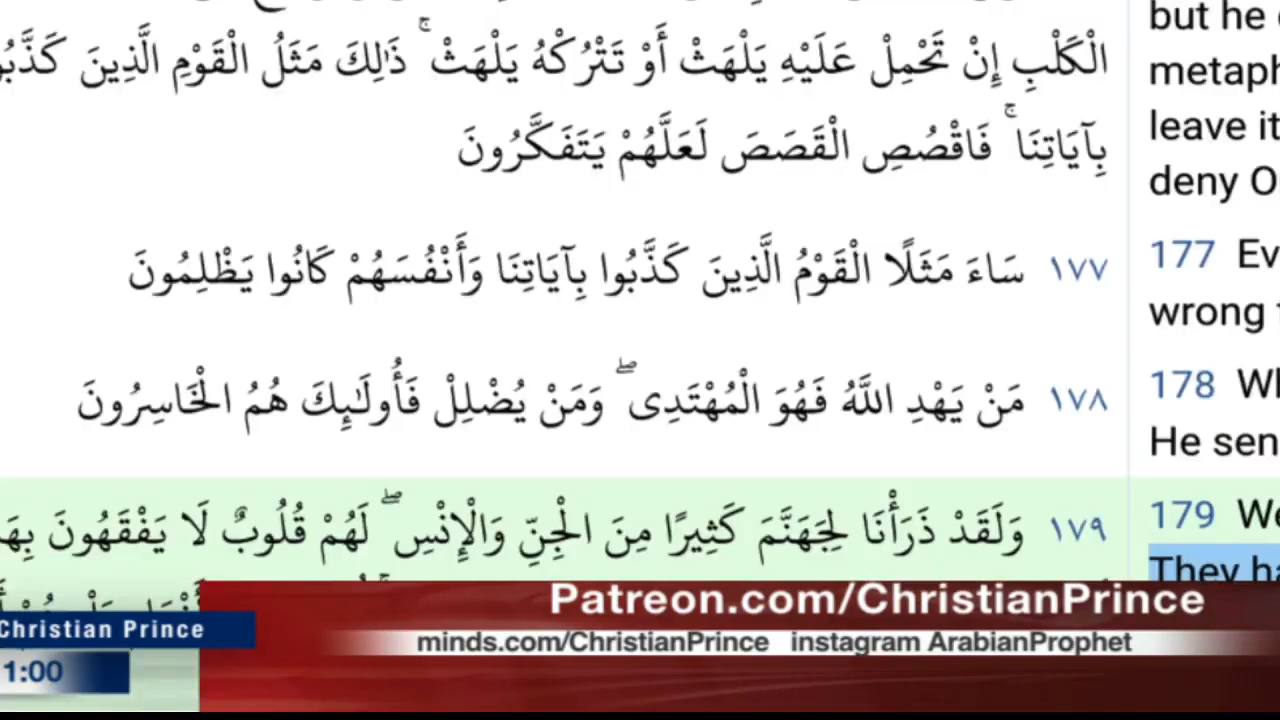 الْكَلْبِ إِنْ تَحْمِلْ عَلَيْهِ يَلْهَثْ أَوْ تَتْرُكْهُ يَلْهَثْ ۚ ذَٰلِكَ مَثَلُ الْقَوْمِ الَّذِينَ
بِآيَاتِنَا ۚ فَاقْصُصِ الْقَصَصَ لَعَلَّهُمْ يَتَفَكَّرُونَ
١٧٧ سَاءَ مَثَلًا الْقَوْمُ الَّذِينَ كَذَّبُوا بِآيَاتِنَا وَأَنْفُسَهُمْ كَانُوا يَظْلِمُونَ
١٧٨ مَنْ يَهْدِ اللَّهُ فَهُوَ الْمُهْتَدِى ۖ وَمَنْ يُضْلِلْ فَأُولَٰئِكَ هُمُ الْخَاسِرُونَ
١٧٩ وَلَقَدْ ذَرَأْنَا لِجَهَنَّمَ كَثِيرًا مِنَ الْجِنِّ وَالْإِنْسِ ۖ لَهُمْ قُلُوبٌ لَا يَفْقَهُونَ
but he
metaph
leave it
deny O
177 Ev
wrong
178 Wh
He sen
179 We
They ha
Patreon.com/ChristianPrince
Christian Prince
minds.com/ChristianPrince instagram ArabianProphet
1:00